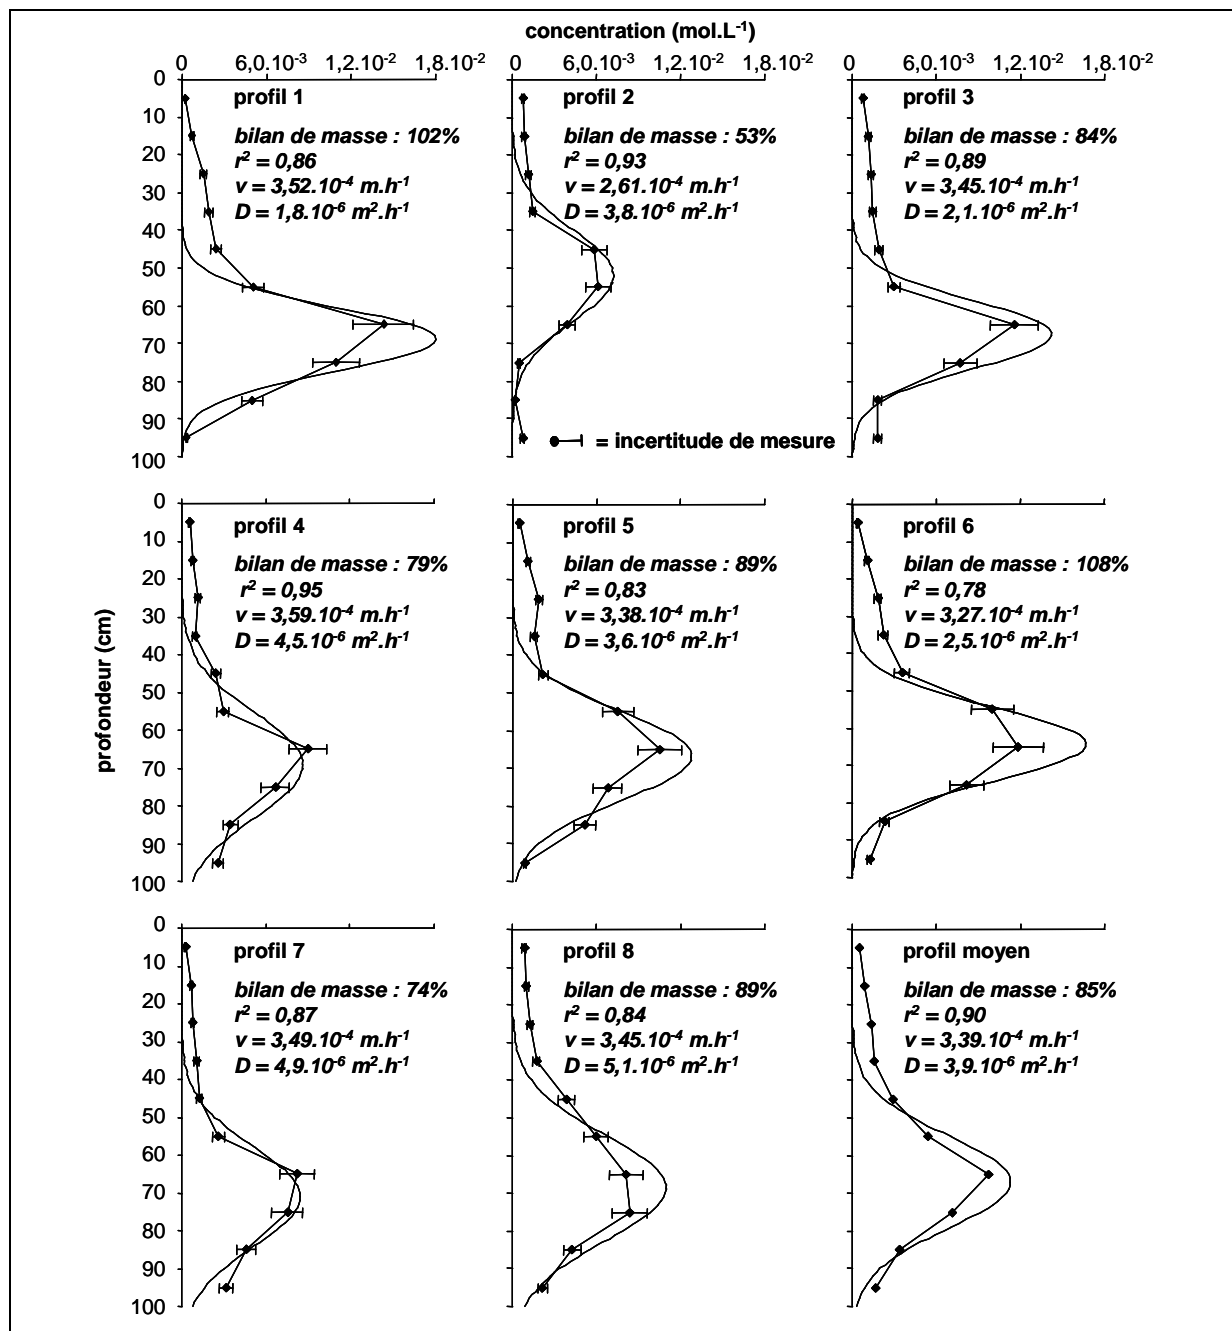 concentration (mol.L-1)
0 6,0.10-3 1,2.10-2 1,8.10-2
0 6,0.10-3 1,2.10-2 1,8.10-2
0 6,0.10-3 1,2.10-2 1,8.10-2
0
10
20
30
40
50
60
70
80
90
100
profil 1
bilan de masse : 102%
r2 = 0,86
v = 3,52.10-4 m.h-1
D = 1,8.10-6 m2.h-1
profil 2
bilan de masse : 53%
r2 = 0,93
v = 2,61.10-4 m.h-1
D = 3,8.10-6 m2.h-1
= incertitude de mesure
profil 3
bilan de masse : 84%
r2 = 0,89
v = 3,45.10-4 m.h-1
D = 2,1.10-6 m2.h-1
profondeur (cm)
0
10
20
30
40
50
60
70
80
90
100
profil 4
bilan de masse : 79%
r2 = 0,95
v = 3,59.10-4 m.h-1
D = 4,5.10-6 m2.h-1
profil 5
bilan de masse : 89%
r2 = 0,83
v = 3,38.10-4 m.h-1
D = 3,6.10-6 m2.h-1
profil 6
bilan de masse : 108%
r2 = 0,78
v = 3,27.10-4 m.h-1
D = 2,5.10-6 m2.h-1
0
10
20
30
40
50
60
70
80
90
100
profil 7
bilan de masse : 74%
r2 = 0,87
v = 3,49.10-4 m.h-1
D = 4,9.10-6 m2.h-1
profil 8
bilan de masse : 89%
r2 = 0,84
v = 3,45.10-4 m.h-1
D = 5,1.10-6 m2.h-1
profil moyen
bilan de masse : 85%
r2 = 0,90
v = 3,39.10-4 m.h-1
D = 3,9.10-6 m2.h-1